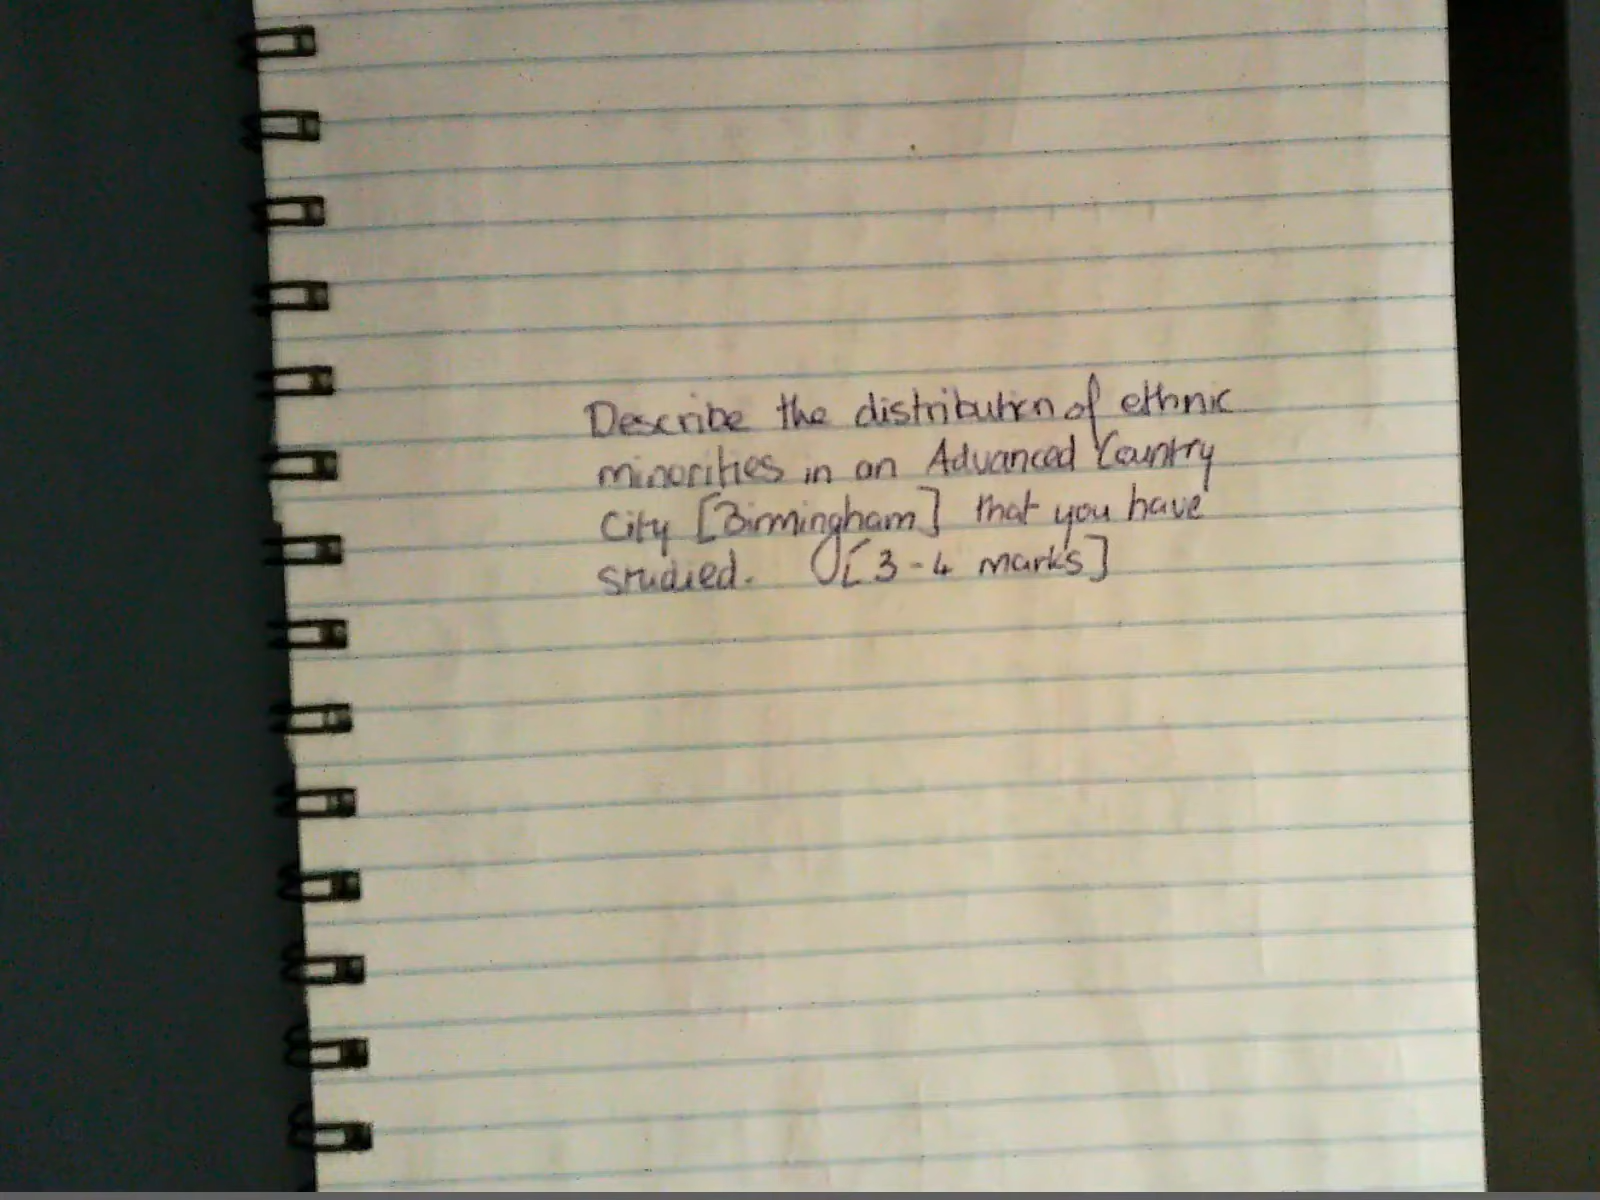 Describe the distribution of ethnic
minorities in an Advanced Country
City [Birmingham] that you have
studied. [3-4 marks]